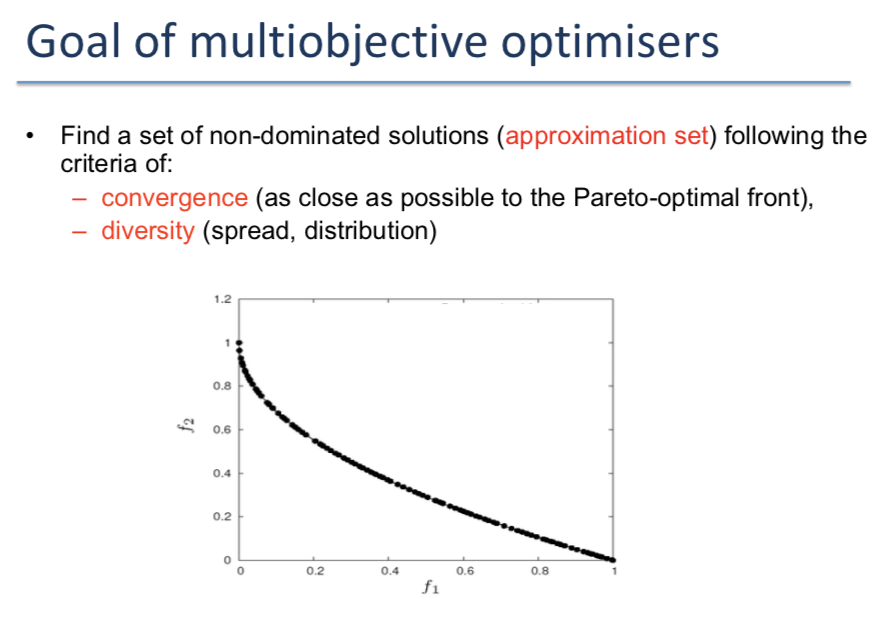 Goal of multiobjective optimisers
• Find a set of non-dominated solutions (approximation set) following the
criteria of:
– convergence (as close as possible to the Pareto-optimal front),
– diversity (spread, distribution)
1.2
1
0.8
0.6
0.4
0.2
0
f2
0 0.2 0.4 0.6 0.8 1
f1